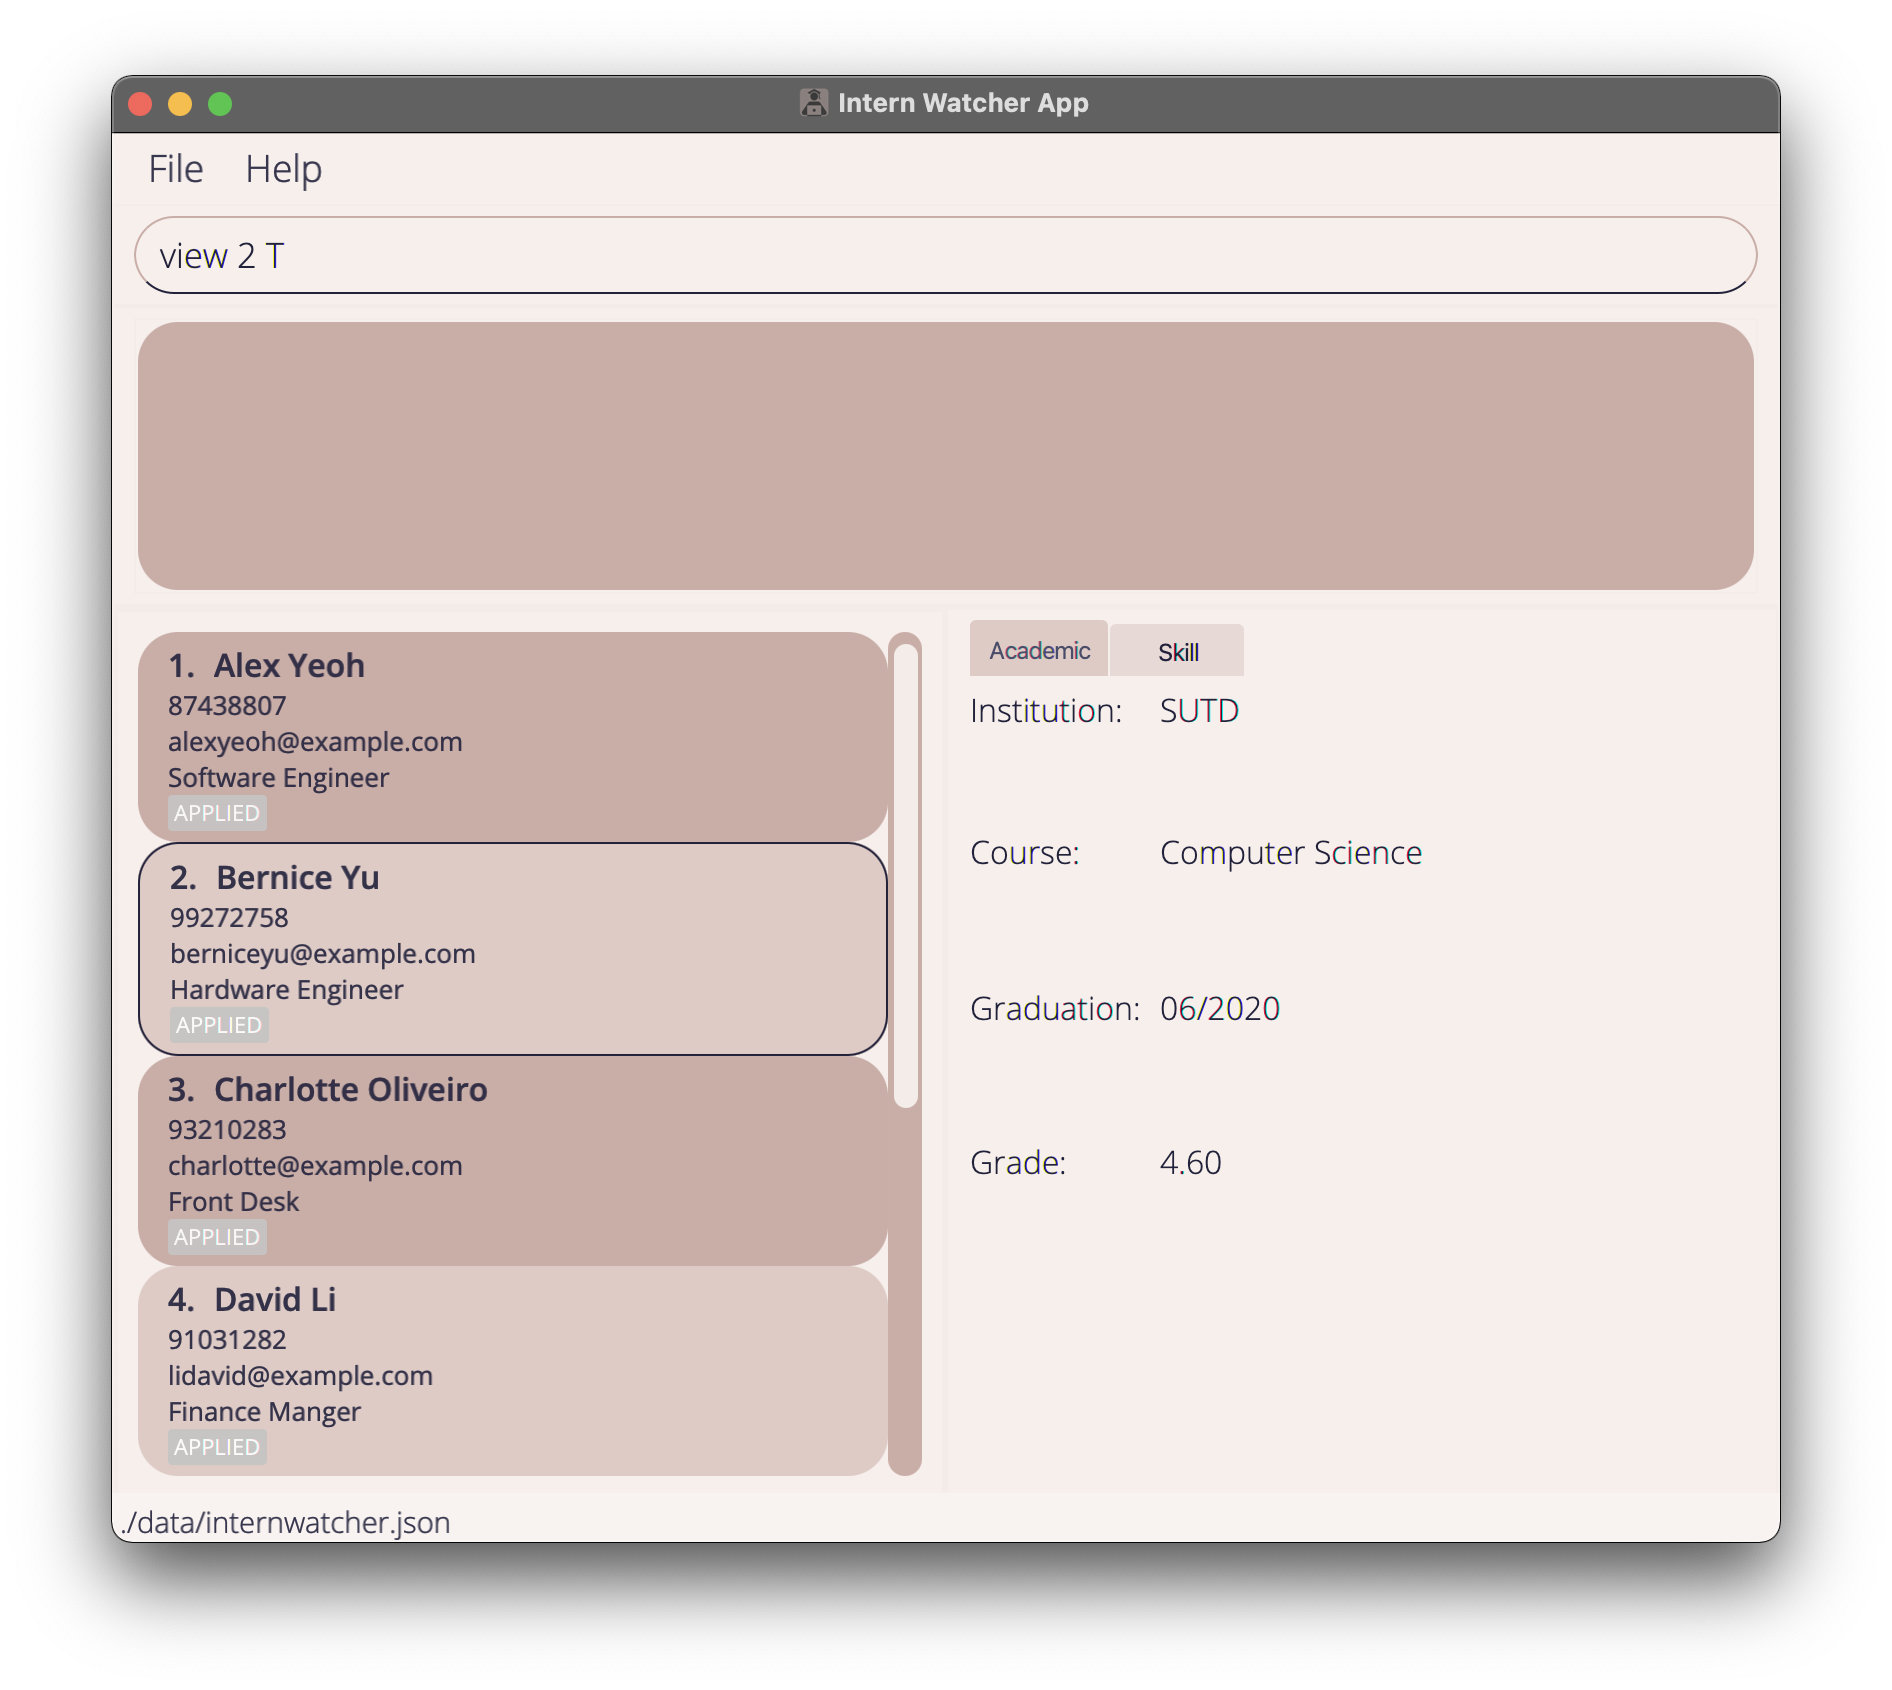 Intern Watcher App
File Help
view 2 T
1. Alex Yeoh
87438807
alexyeoh@example.com
Software Engineer
APPLIED
2. Bernice Yu
99272758
berniceyu@example.com
Hardware Engineer
APPLIED
3. Charlotte Oliveiro
93210283
charlotte@example.com
Front Desk
APPLIED
4. David Li
91031282
lidavid@example.com
Finance Manger
APPLIED
Academic Skill
Institution: SUTD
Course: Computer Science
Graduation: 06/2020
Grade: 4.60
./data/internwatcher.json